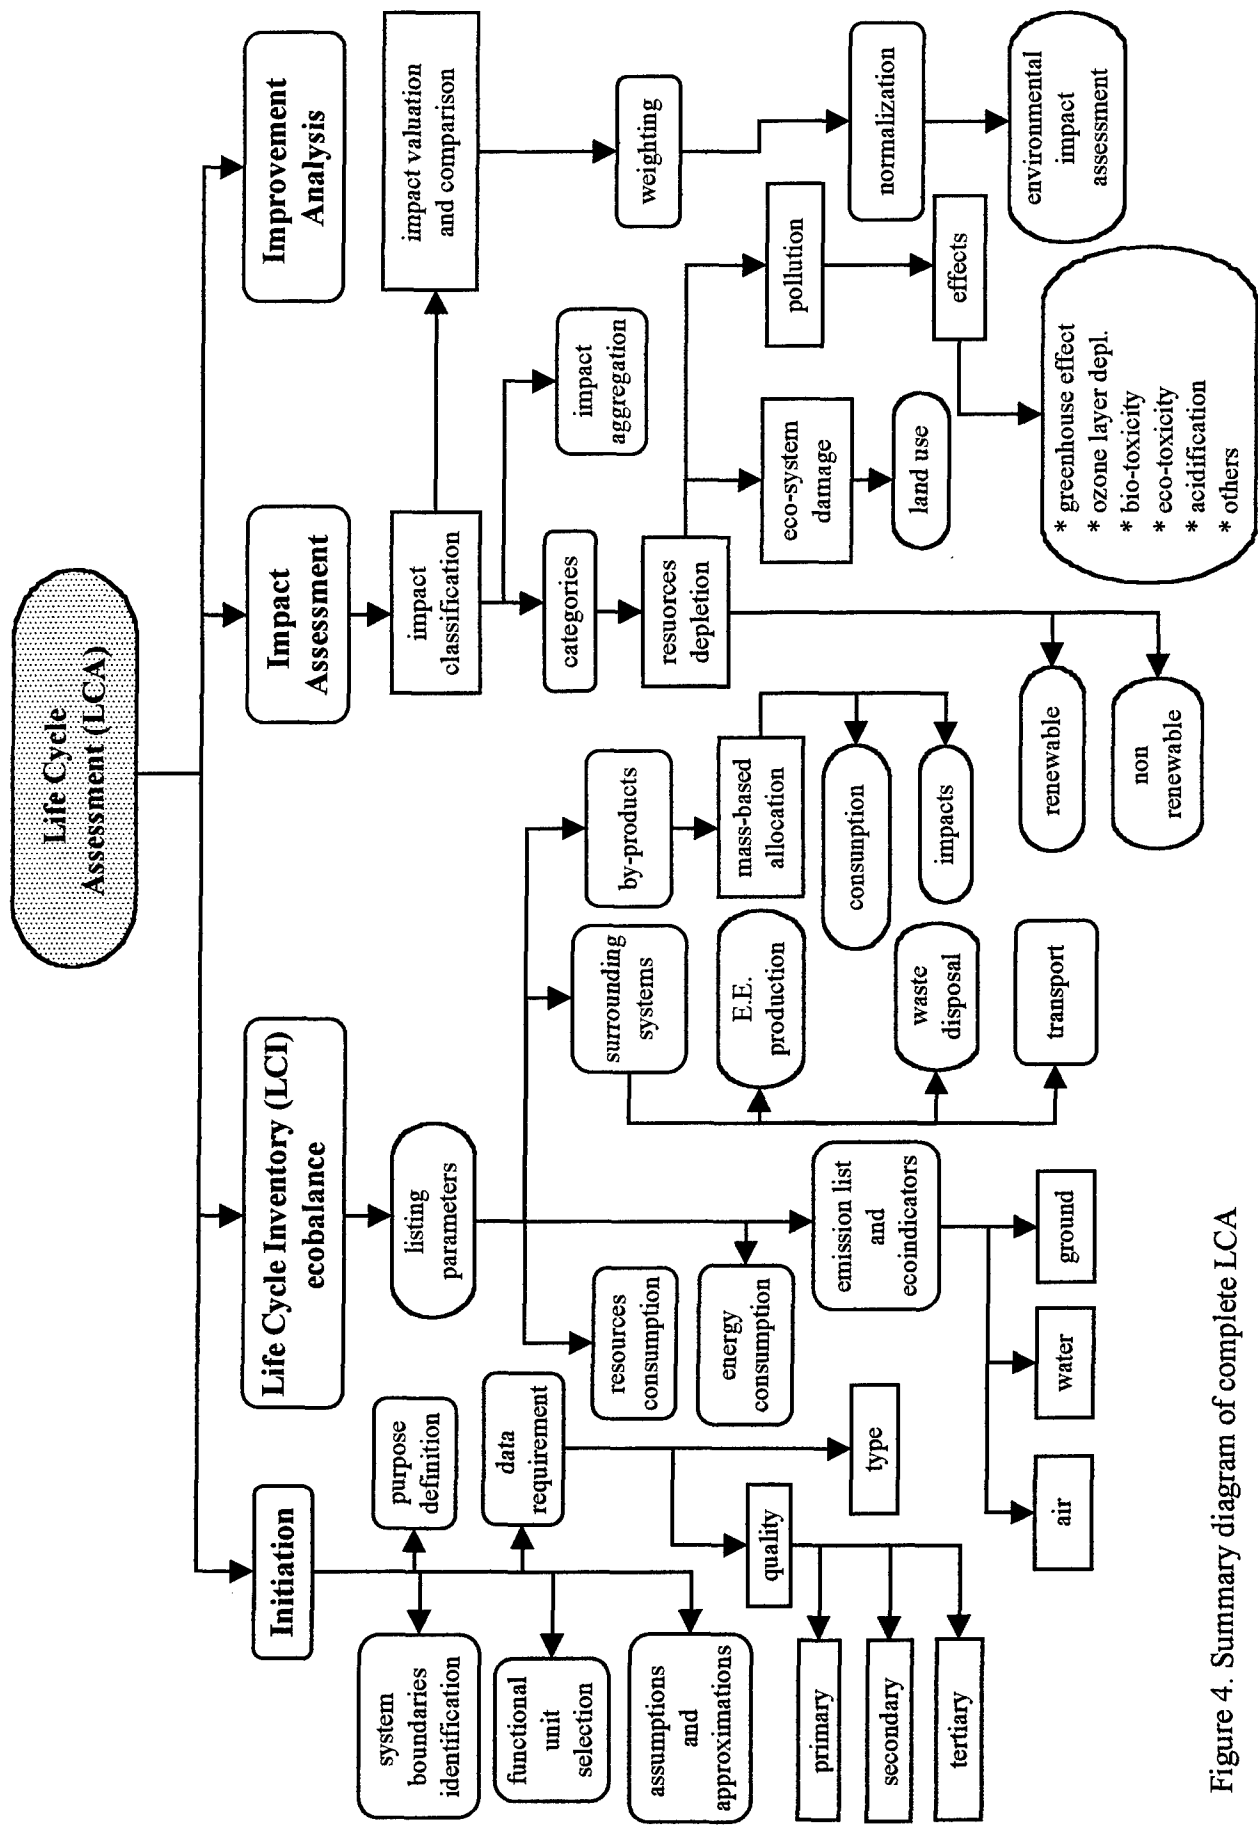 Life Cycle
Assessment (LCA)
Initiation
Life Cycle Inventory (LCI)
ecobalance
Impact
Assessment
Improvement
Analysis
system
boundaries
identification
purpose
definition
functional
unit
selection
data
requirement
assumptions
and
approximations
quality
type
primary
secondary
tertiary
listing
parameters
resources
consumption
energy
consumption
emission list
and
ecoindicators
air
water
ground
surrounding
systems
E.E.
production
waste
disposal
transport
by-products
mass-based
allocation
consunption
impacts
impact
classification
categories
impact
aggregation
resuorces
depletion
renewable
non
renewable
eco-system
damage
land use
pollution
effects
* greenhouse effect
* ozone layer depl.
* bio-toxicity
* eco-toxicity
* acidification
* others
impact valuation
and comparison
weighting
normalization
environmental
impact
assessment
Figure 4. Summary diagram of complete LCA